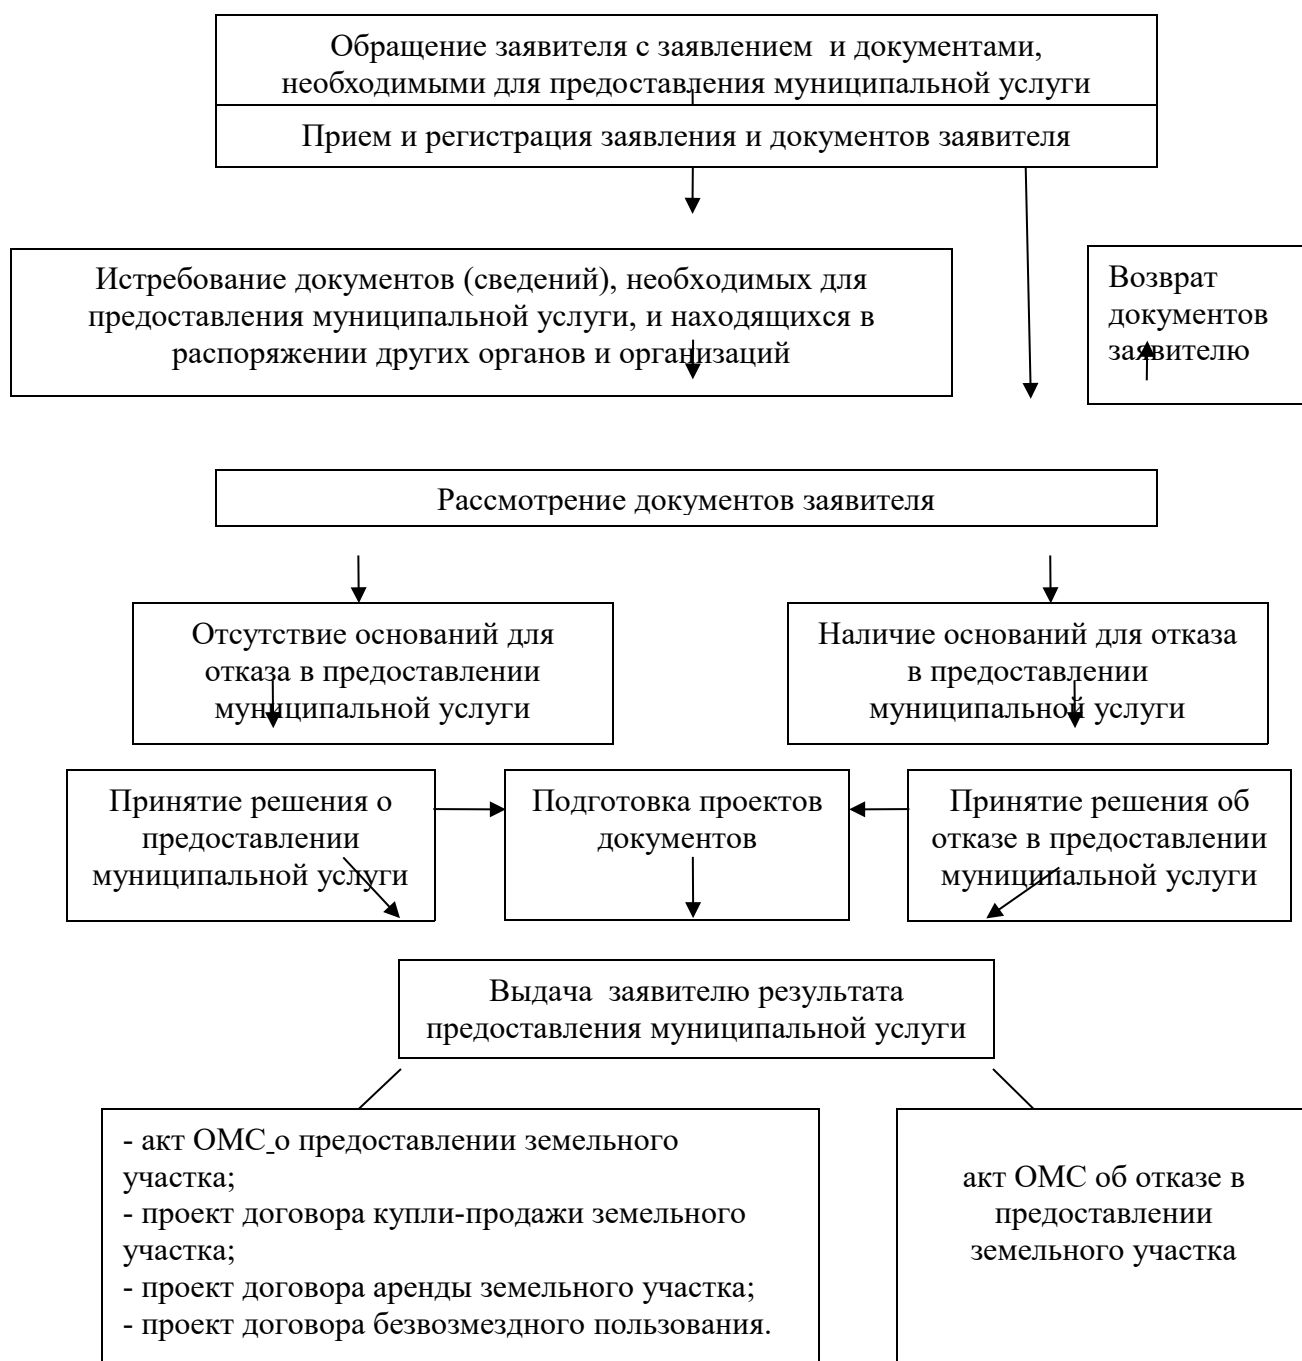 Обращение заявителя с заявлением  и документами,
необходимыми для предоставления муниципальной услуги
Прием и регистрация заявления и документов заявителя
Истребование документов (сведений), необходимых для
предоставления муниципальной услуги, и находящихся в
распоряжении других органов и организаций
Возврат
документов
заявителю
Рассмотрение документов заявителя
Отсутствие оснований для
отказа в предоставлении
муниципальной услуги
Наличие оснований для отказа
в предоставлении
муниципальной услуги
Принятие решения о
предоставлении
муниципальной услуги
Подготовка проектов
документов
Принятие решения об
отказе в предоставлении
муниципальной услуги
Выдача  заявителю результата
предоставления муниципальной услуги
- акт ОМС о предоставлении земельного
участка;
- проект договора купли-продажи земельного
участка;
- проект договора аренды земельного участка;
- проект договора безвозмездного пользования.
акт ОМС об отказе в
предоставлении
земельного участка